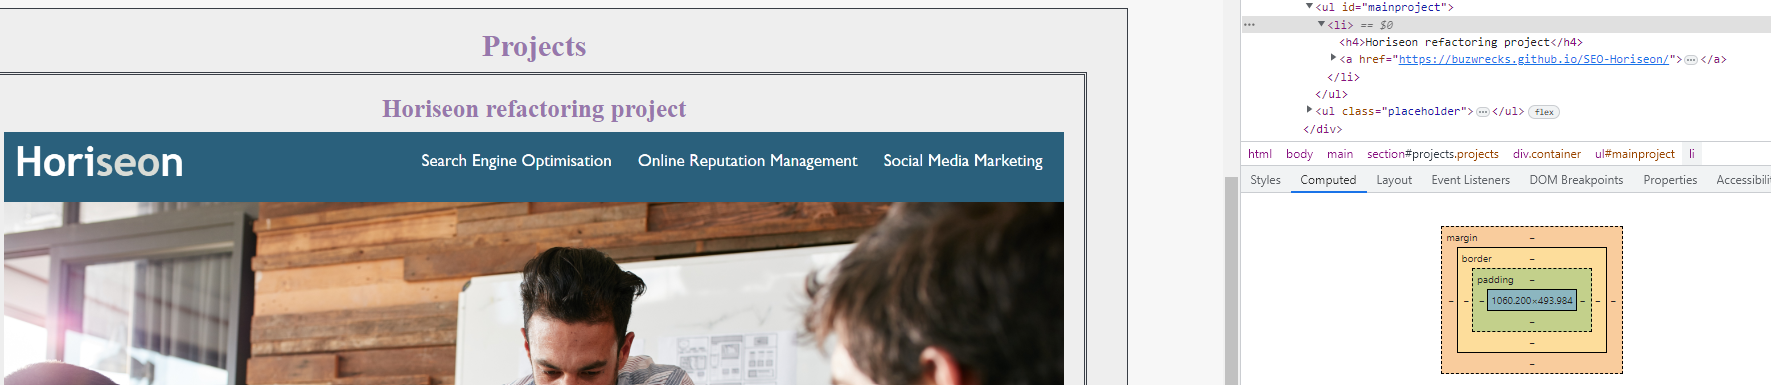 Projects
Horiseon refactoring project
Horiseon
Search Engine Optimisation Online Reputation Management Social Media Marketing
▼<ul id="mainproject">
••• ▼<li> == $0
<h4>Horiseon refactoring project</h4>
▶<a href="https://buzwrecks.github.io/SEO-Horiseon/">⋯</a>
</li>
</ul>
▶<ul class="placeholder">⋯</ul> flex
</div>
html body main section#projects.projects div.container ul#mainproject li
Styles Computed Layout Event Listeners DOM Breakpoints Properties Accessibili
margin –
border –
padding –
– – – 1060.200×493.984 – – –
–
–
–